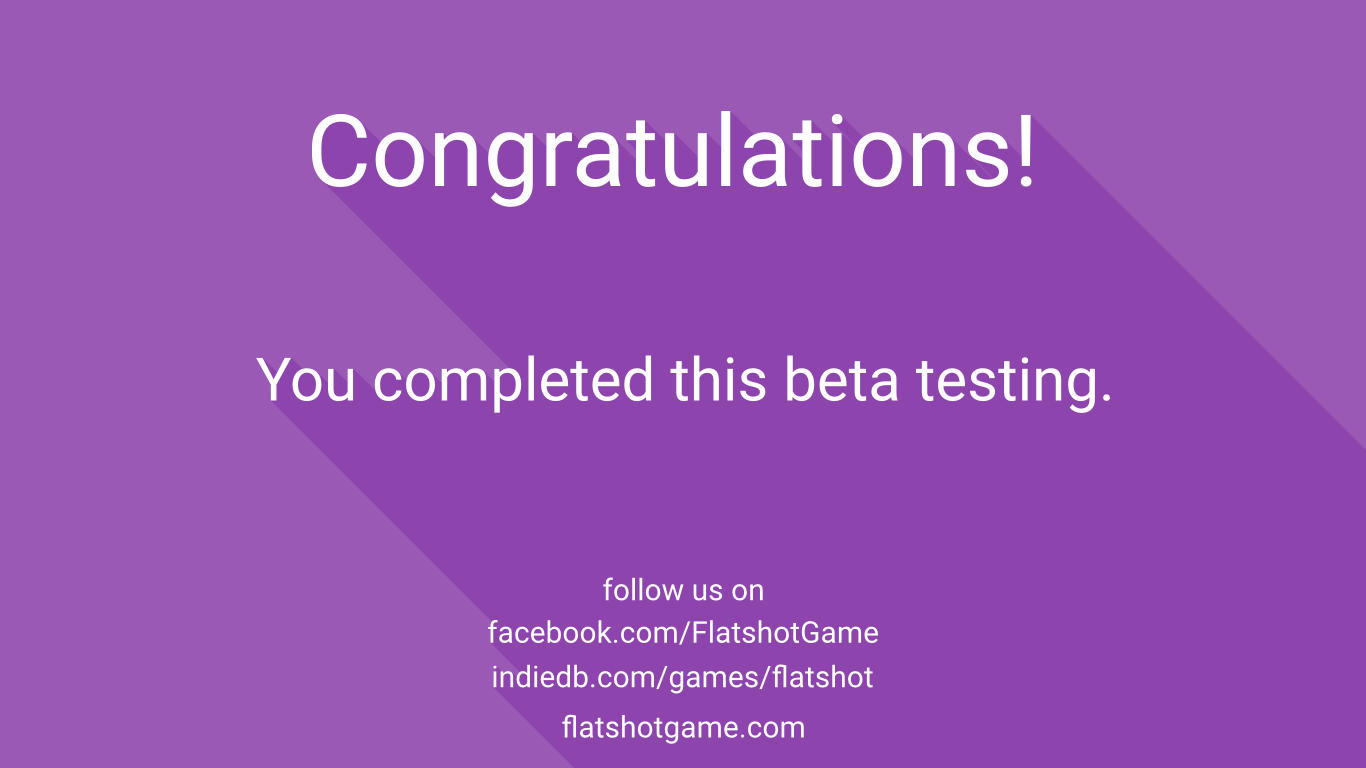 Congratulations!
You completed this beta testing.
follow us on
facebook.com/FlatshotGame
indiedb.com/games/flatshot
flatshotgame.com